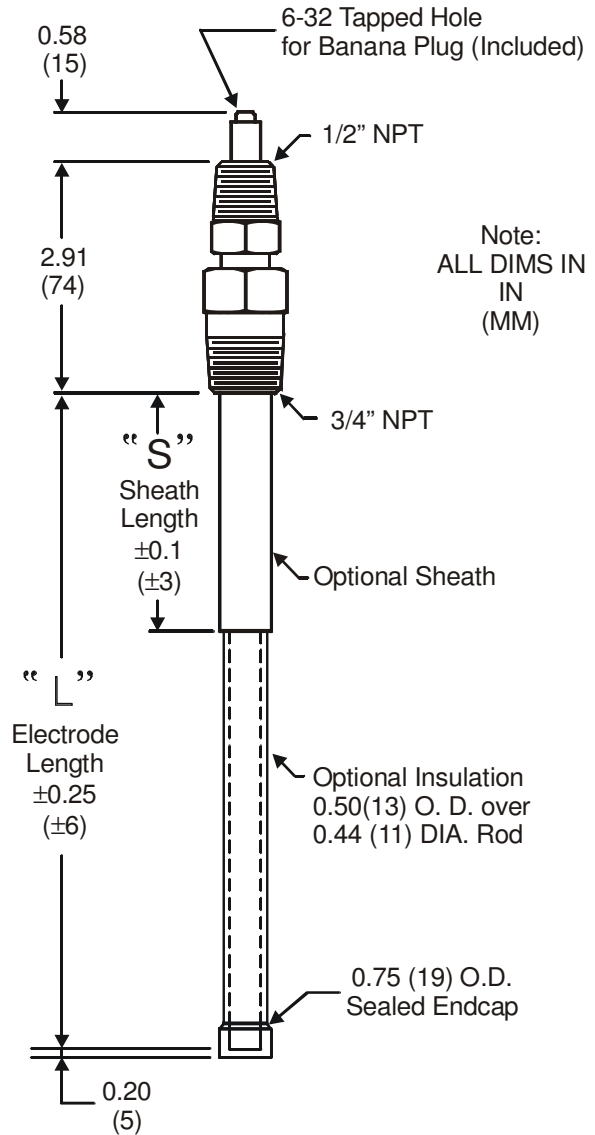 6-32 Tapped Hole
for Banana Plug (Included)
0.58
(15)
1/2” NPT
2.91
(74)
Note:
ALL DIMS IN
IN
(MM)
3/4” NPT
“S”
Sheath
Length
±0.1
(±3)
Optional Sheath
“L”
Electrode
Length
±0.25
(±6)
Optional Insulation
0.50(13) O. D. over
0.44 (11) DIA. Rod
0.75 (19) O.D.
Sealed Endcap
0.20
(5)